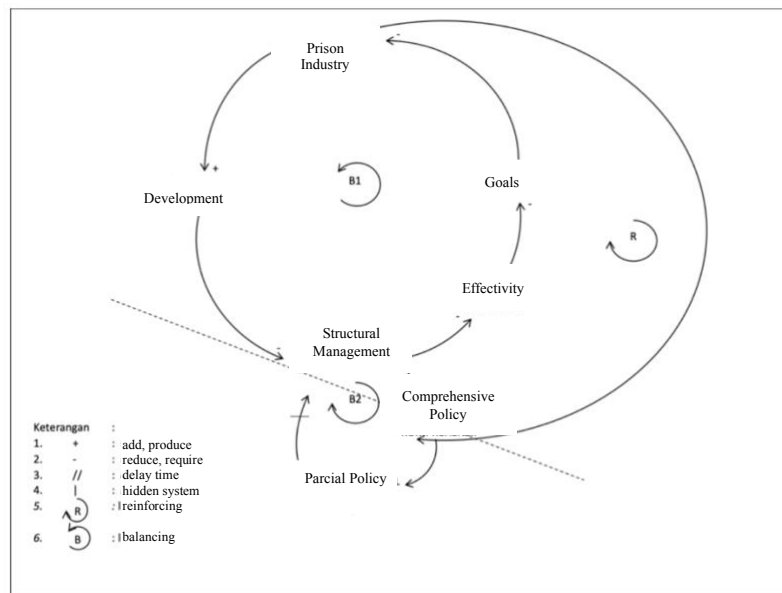 Prison
Industry
-
+
B1
Development
Goals
-
R
Effectivity
-
Structural
Management
-
B2
Comprehensive
Policy
Parcial Policy
Keterangan :
1. + : add, produce
2. - : reduce, require
3. // : delay time
4. | : hidden system
5. R : reinforcing
6. B : balancing